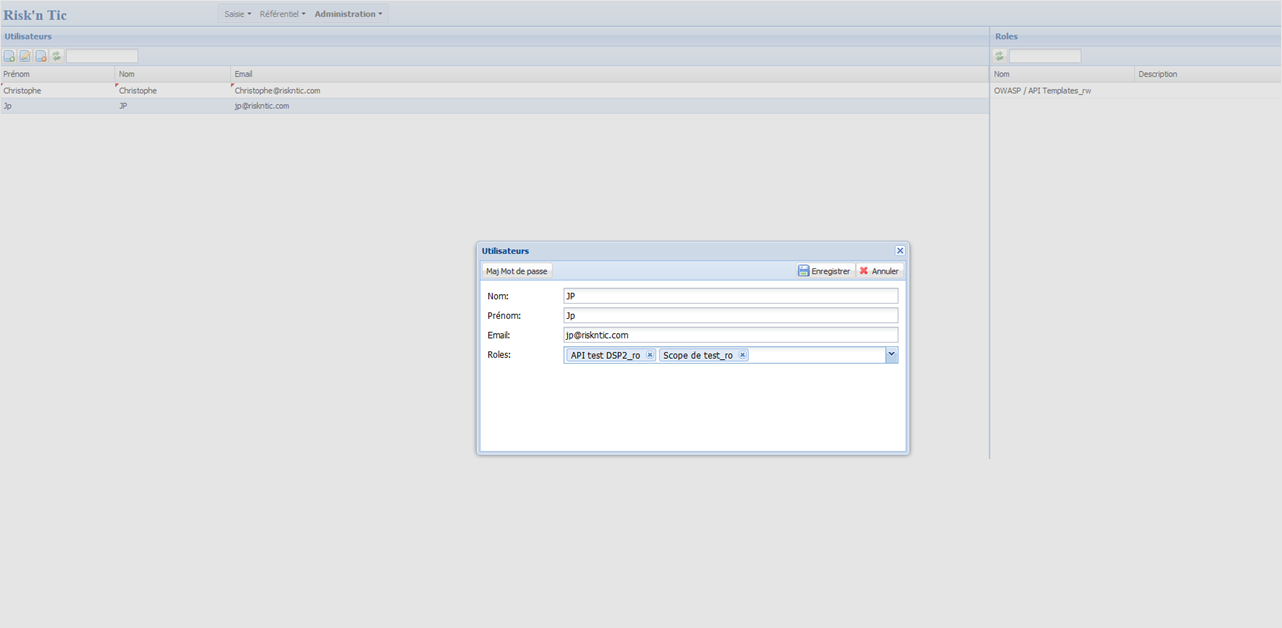 Risk'n Tic
Saisie Référentiel Administration
Utilisateurs
Prénom Nom Email
Christophe Christophe Christophe@riskntic.com
Jp JP jp@riskntic.com
Roles
Nom Description
OWASP / API Templates_rw
Utilisateurs
Maj Mot de passe Enregistrer Annuler
Nom: JP
Prénom: Jp
Email: jp@riskntic.com
Roles: API test DSP2_ro Scope de test_ro